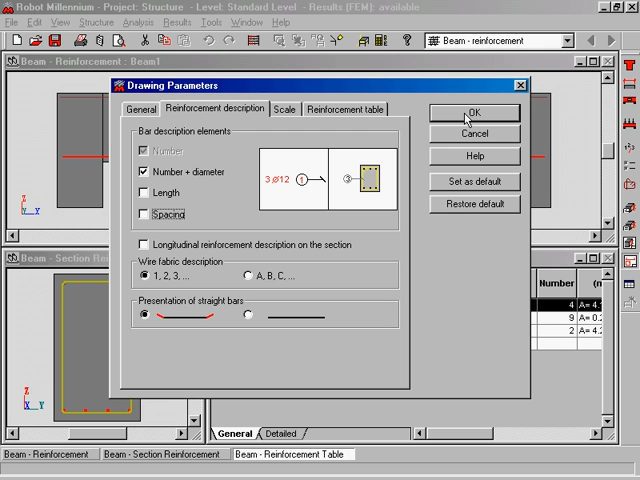 Robot Millennium - Project: Structure - Level: Standard Level - Results (FEM): available
File Edit View Structure Analysis Results Tools Window Help
Beam - reinforcement
Beam - Reinforcement : Beam1
Drawing Parameters
General Reinforcement description Scale Reinforcement table
Bar description elements
Number
Number + diameter
Length
Spacing
3Ø12 1 3
Longitudinal reinforcement description on the section
Wire fabric description
1, 2, 3, ... A, B, C, ...
Presentation of straight bars
OK
Cancel
Help
Set as default
Restore default
Beam - Section Rein
Number
4 A= 4.
9 A= 0.2
2 A= 4.2
Z
X Y
General Detailed
Beam - Reinforcement Beam - Section Reinforcement Beam - Reinforcement Table